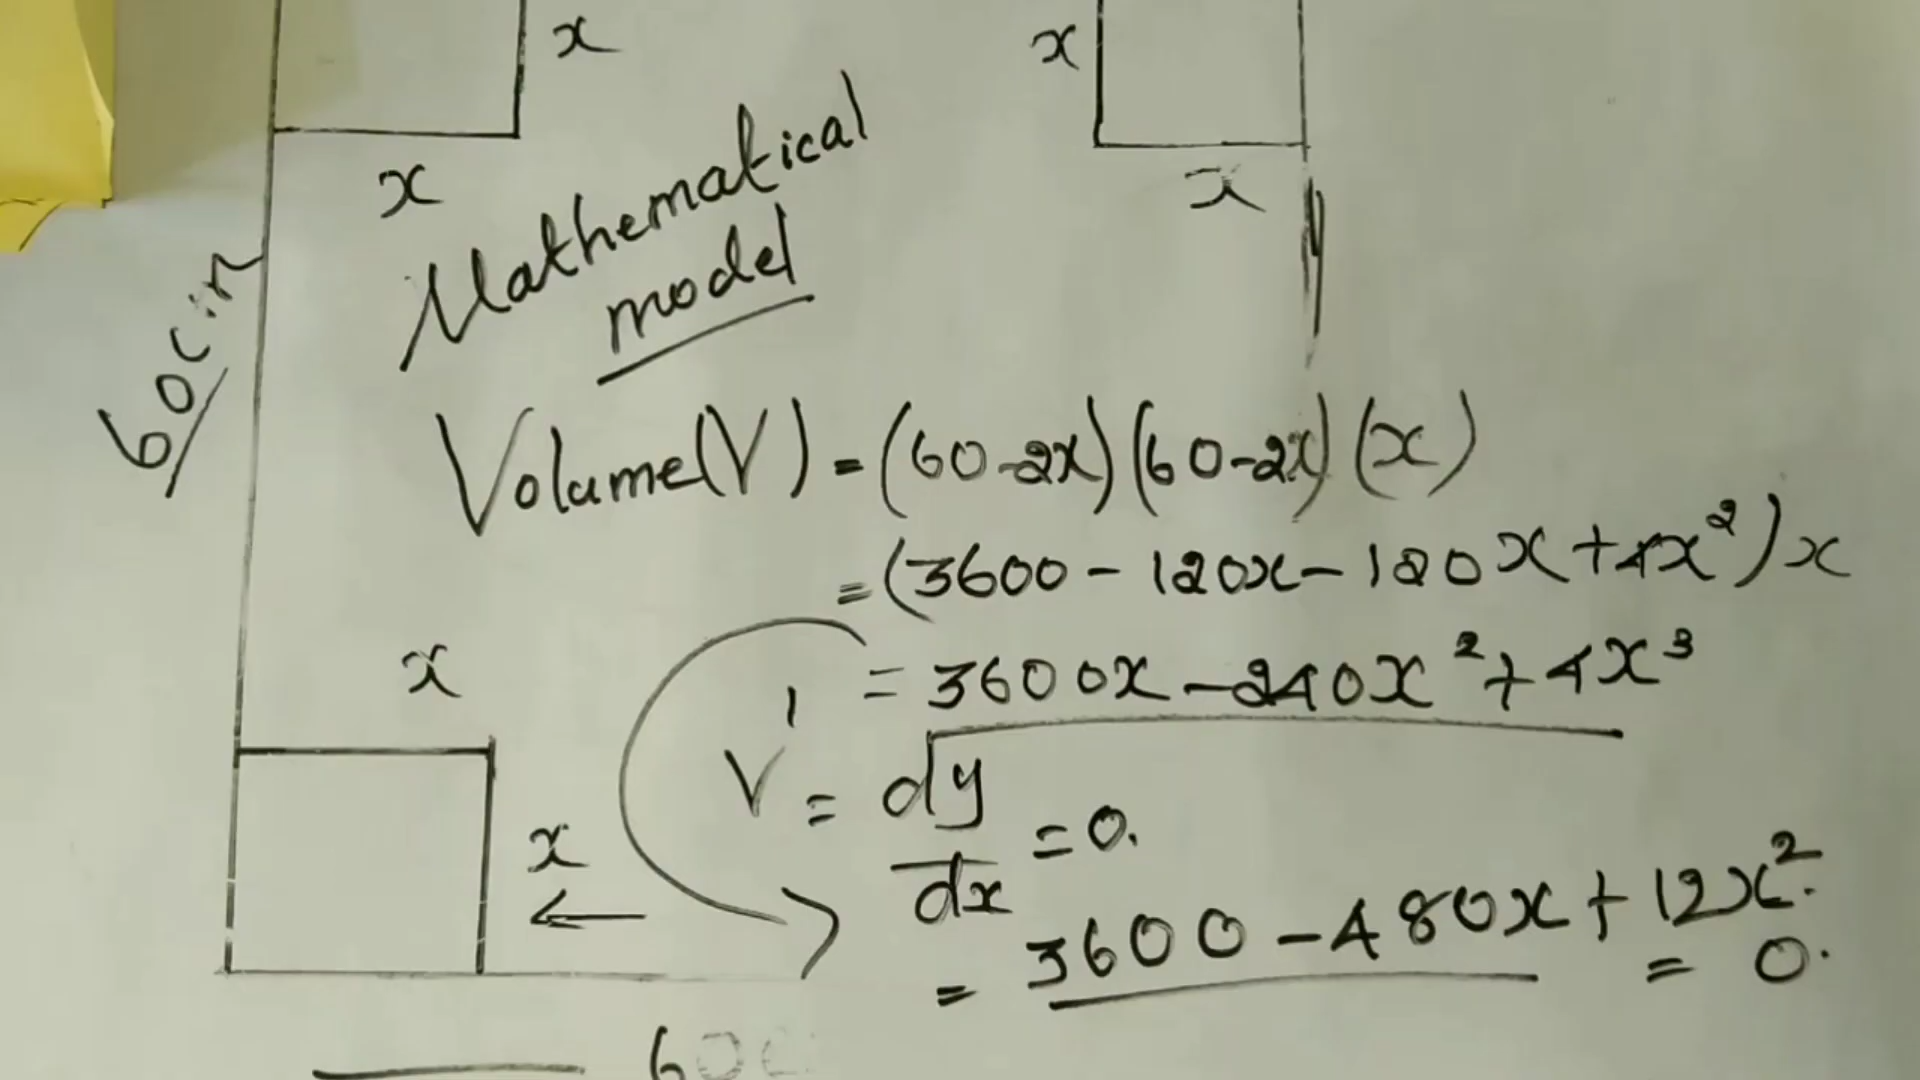 x
x
x
x
Mathematical
model
60cm
Volume(V) = (60-2x)(60-2x)(x)
= (3600 - 120x - 120x + 4x²)x
= 3600x - 240x² + 4x³
x
V' = dy/dx = 0.
x
= 3600 - 480x + 12x² = 0.
60c